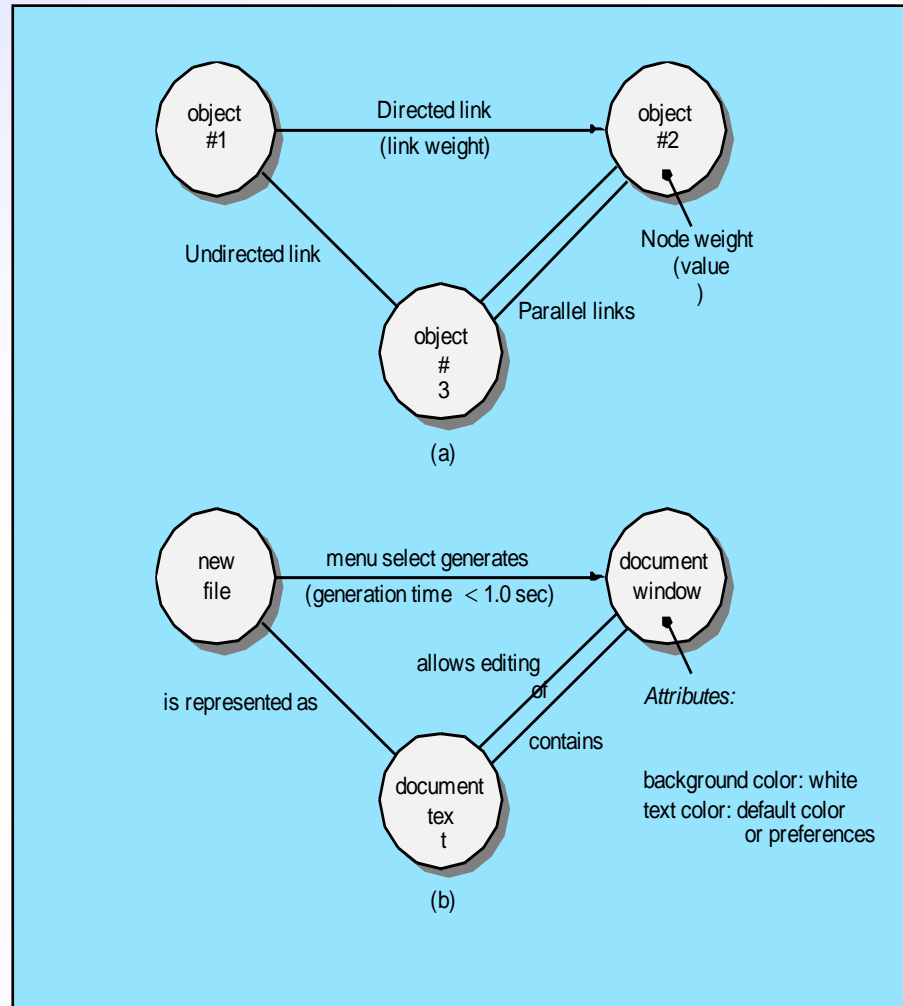 object
#1
Directed link
(link weight)
object
#2
Undirected link
Node weight
(value
)
Parallel links
object
#
3
(a)
new
file
menu select generates
(generation time < 1.0 sec)
document
window
allows editing
of
is represented as
Attributes:
contains
document
tex
t
background color: white
text color: default color
or preferences
(b)